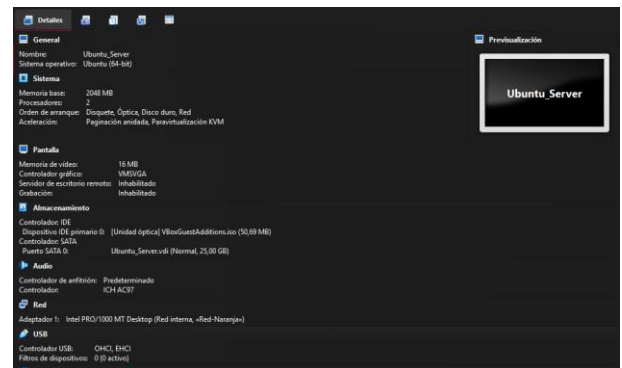 Detalles
General
Nombre: Ubuntu_Server
Sistema operativo: Ubuntu (64-bit)
Sistema
Memoria base: 2048 MB
Procesadores: 2
Orden de arranque: Disquete, Óptica, Disco duro, Red
Aceleración: Paginación anidada, Paravirtualización KVM
Pantalla
Memoria de vídeo: 16 MB
Controlador gráfico: VMSVGA
Servidor de escritorio remoto: Inhabilitado
Grabación: Inhabilitado
Almacenamiento
Controlador: IDE
Dispositivo IDE primario 0: [Unidad óptica] VBoxGuestAdditions.iso (50,69 MB)
Controlador: SATA
Puerto SATA 0: Ubuntu_Server.vdi (Normal, 25,00 GB)
Audio
Controlador de anfitrión: Predeterminado
Controlador: ICH AC97
Red
Adaptador 1: Intel PRO/1000 MT Desktop (Red interna, «Red-Naranja»)
USB
Controlador USB: OHCI, EHCI
Filtros de dispositivos: 0 (0 activo)
Previsualización
Ubuntu_Server